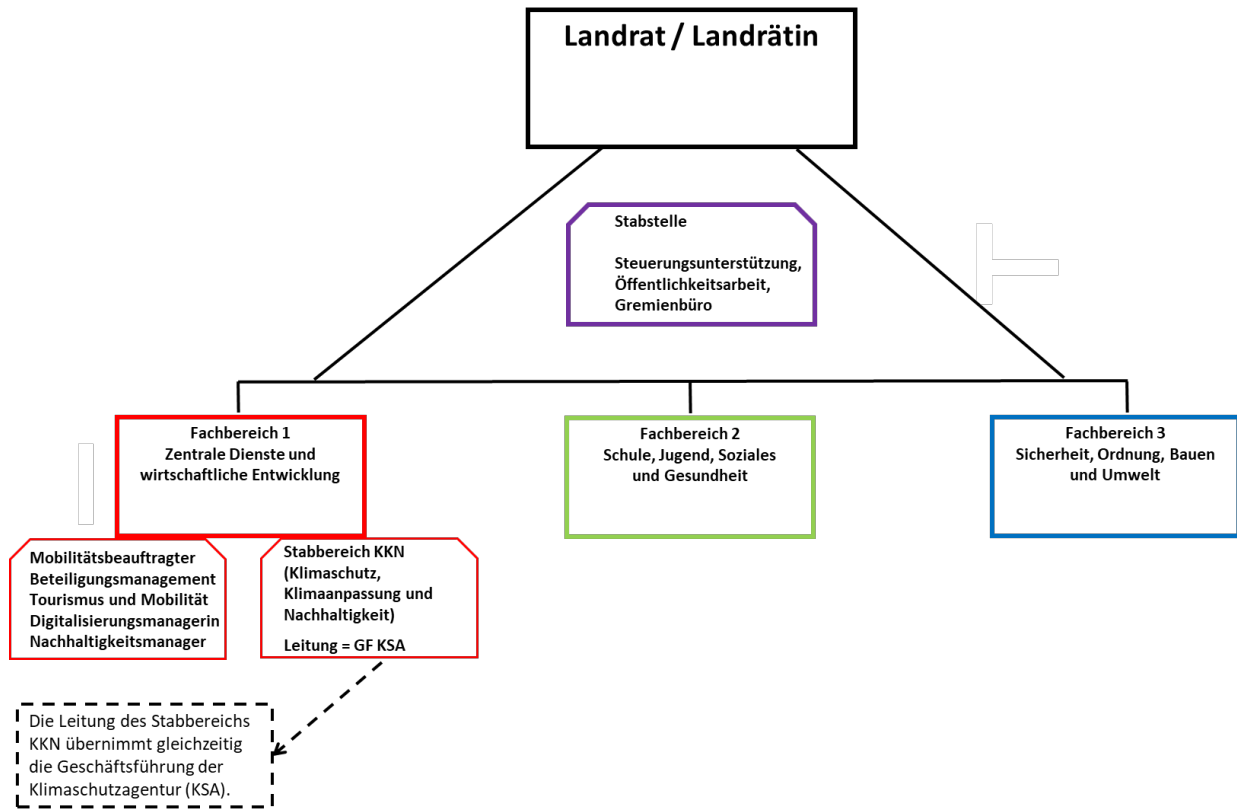 Landrat / Landrätin
Stabstelle
Steuerungsunterstützung,
Öffentlichkeitsarbeit,
Gremienbüro
Fachbereich 1
Zentrale Dienste und
wirtschaftliche Entwicklung
Fachbereich 2
Schule, Jugend, Soziales
und Gesundheit
Fachbereich 3
Sicherheit, Ordnung, Bauen
und Umwelt
Mobilitätsbeauftragter
Beteiligungsmanagement
Tourismus und Mobilität
Digitalisierungsmanagerin
Nachhaltigkeitsmanager
Stabbereich KKN
(Klimaschutz,
Klimaanpassung und
Nachhaltigkeit)
Leitung = GF KSA
Die Leitung des Stabbereichs
KKN übernimmt gleichzeitig
die Geschäftsführung der
Klimaschutzagentur (KSA).